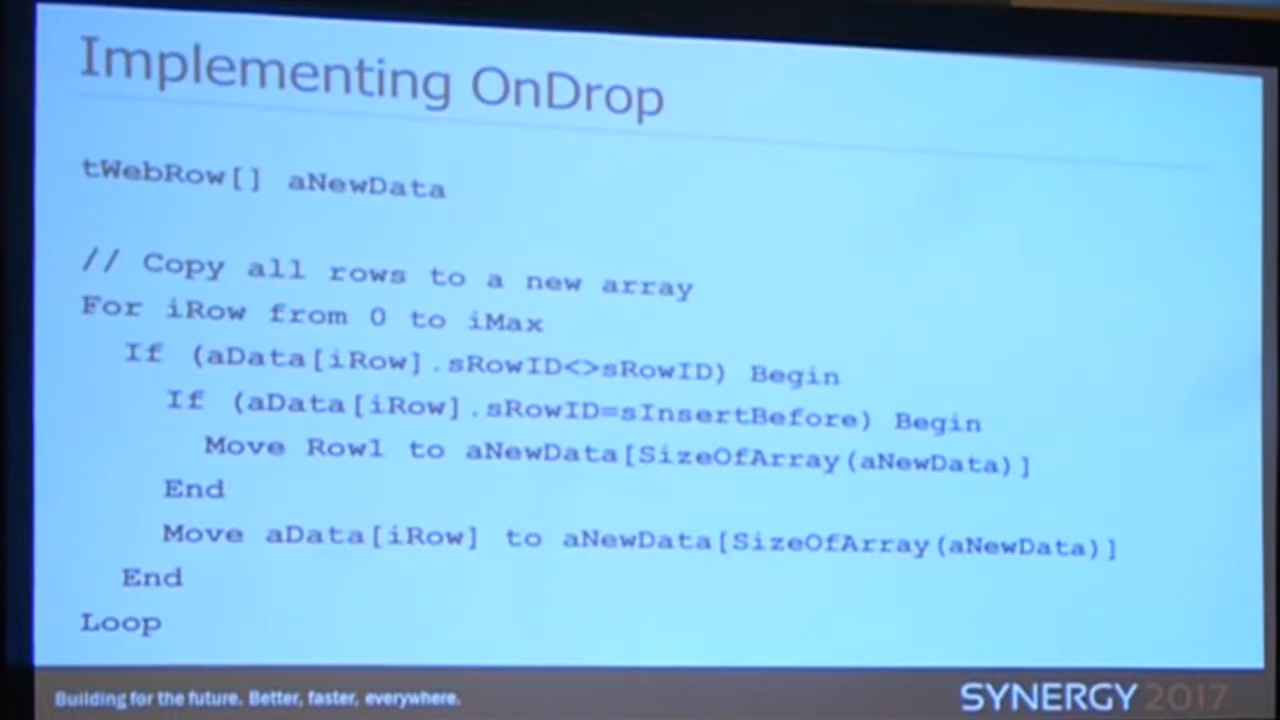 Implementing OnDrop
tWebRow[] aNewData
// Copy all rows to a new array
For iRow from 0 to iMax
If (aData[iRow].sRowID<>sRowID) Begin
If (aData[iRow].sRowID=sInsertBefore) Begin
Move Row1 to aNewData[SizeOfArray(aNewData)]
End
Move aData[iRow] to aNewData[SizeOfArray(aNewData)]
End
Loop
Building for the future. Better, faster, everywhere.
SYNERGY 2017